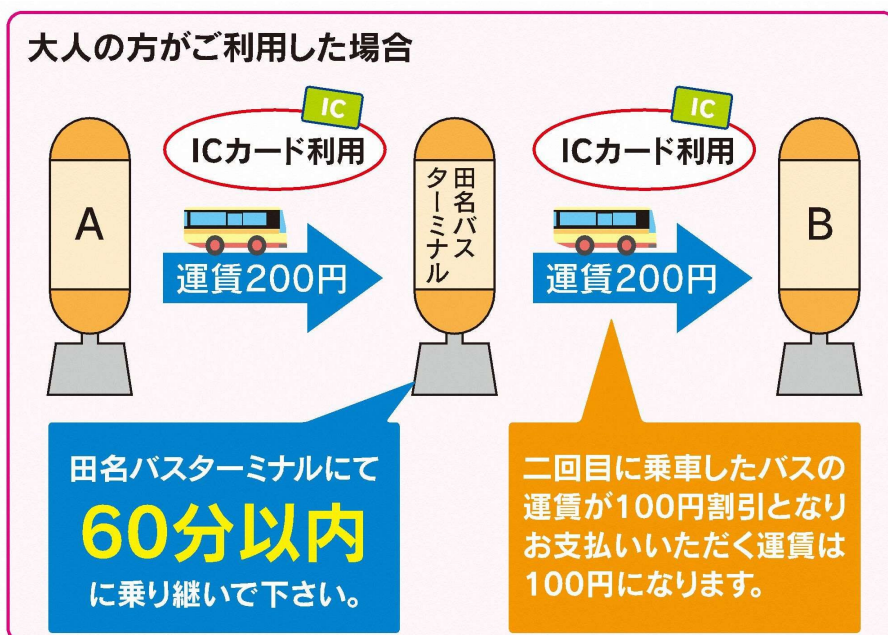 大人の方がご利用した場合
IC
ICカード利用
IC
ICカード利用
A
運賃200円
田名バス
ターミナル
運賃200円
B
田名バスターミナルにて
60分以内
に乗り継いで下さい。
二回目に乗車したバスの
運賃が100円割引となり
お支払いいただく運賃は
100円になります。